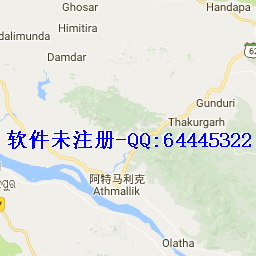 Ghosar
Handapa
Himitira
dalimunda
Damdar
62
Gunduri
Thakurgarh
软件未注册-QQ:64445322
阿特马利克
Athmallik
Olatha